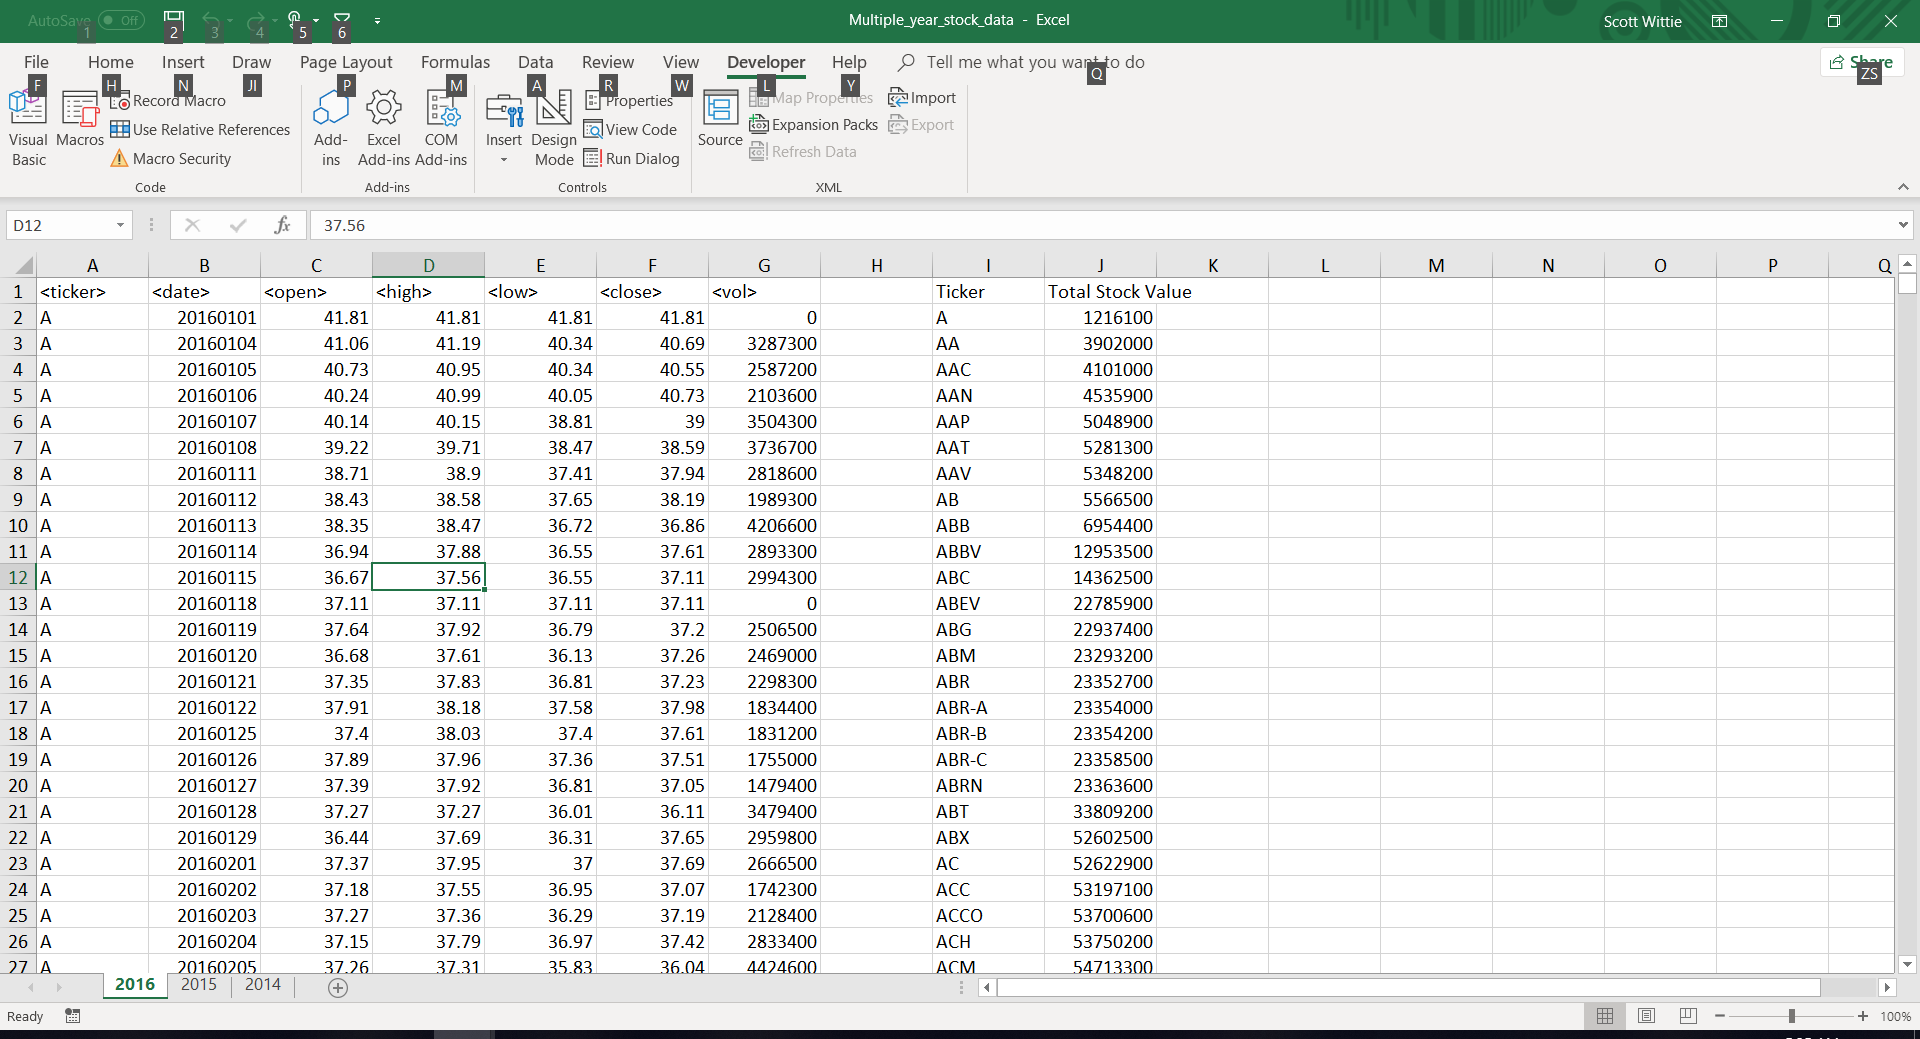 AutoSave Off Multiple_year_stock_data - Excel Scott Wittie
1 2 3 4 5 6
File Home Insert Draw Page Layout Formulas Data Review View Developer Help Tell me what you want to do Share
F H N JI P M A R W L Y Q ZS
Visual Basic
Macros
Record Macro
Use Relative References
Macro Security
Code
Add-ins
Excel Add-ins
COM Add-ins
Add-ins
Insert
Design Mode
Properties
View Code
Run Dialog
Controls
Source
Map Properties
Expansion Packs
Refresh Data
Import
Export
XML
D12 fx 37.56
A B C D E F G H I J K L M N O P Q
1 <ticker> <date> <open> <high> <low> <close> <vol> Ticker Total Stock Value
2 A 20160101 41.81 41.81 41.81 41.81 0 A 1216100
3 A 20160104 41.06 41.19 40.34 40.69 3287300 AA 3902000
4 A 20160105 40.73 40.95 40.34 40.55 2587200 AAC 4101000
5 A 20160106 40.24 40.99 40.05 40.73 2103600 AAN 4535900
6 A 20160107 40.14 40.15 38.81 39 3504300 AAP 5048900
7 A 20160108 39.22 39.71 38.47 38.59 3736700 AAT 5281300
8 A 20160111 38.71 38.9 37.41 37.94 2818600 AAV 5348200
9 A 20160112 38.43 38.58 37.65 38.19 1989300 AB 5566500
10 A 20160113 38.35 38.47 36.72 36.86 4206600 ABB 6954400
11 A 20160114 36.94 37.88 36.55 37.61 2893300 ABBV 12953500
12 A 20160115 36.67 37.56 36.55 37.11 2994300 ABC 14362500
13 A 20160118 37.11 37.11 37.11 37.11 0 ABEV 22785900
14 A 20160119 37.64 37.92 36.79 37.2 2506500 ABG 22937400
15 A 20160120 36.68 37.61 36.13 37.26 2469000 ABM 23293200
16 A 20160121 37.35 37.83 36.81 37.23 2298300 ABR 23352700
17 A 20160122 37.91 38.18 37.58 37.98 1834400 ABR-A 23354000
18 A 20160125 37.4 38.03 37.4 37.61 1831200 ABR-B 23354200
19 A 20160126 37.89 37.96 37.36 37.51 1755000 ABR-C 23358500
20 A 20160127 37.39 37.92 36.81 37.05 1479400 ABRN 23363600
21 A 20160128 37.27 37.27 36.01 36.11 3479400 ABT 33809200
22 A 20160129 36.44 37.69 36.31 37.65 2959800 ABX 52602500
23 A 20160201 37.37 37.95 37 37.69 2666500 AC 52622900
24 A 20160202 37.18 37.55 36.95 37.07 1742300 ACC 53197100
25 A 20160203 37.27 37.36 36.29 37.19 2128400 ACCO 53700600
26 A 20160204 37.15 37.79 36.97 37.42 2833400 ACH 53750200
27 A 20160205 37.26 37.31 35.83 36.04 4424600 ACM 54713300
2016 2015 2014
Ready 100%